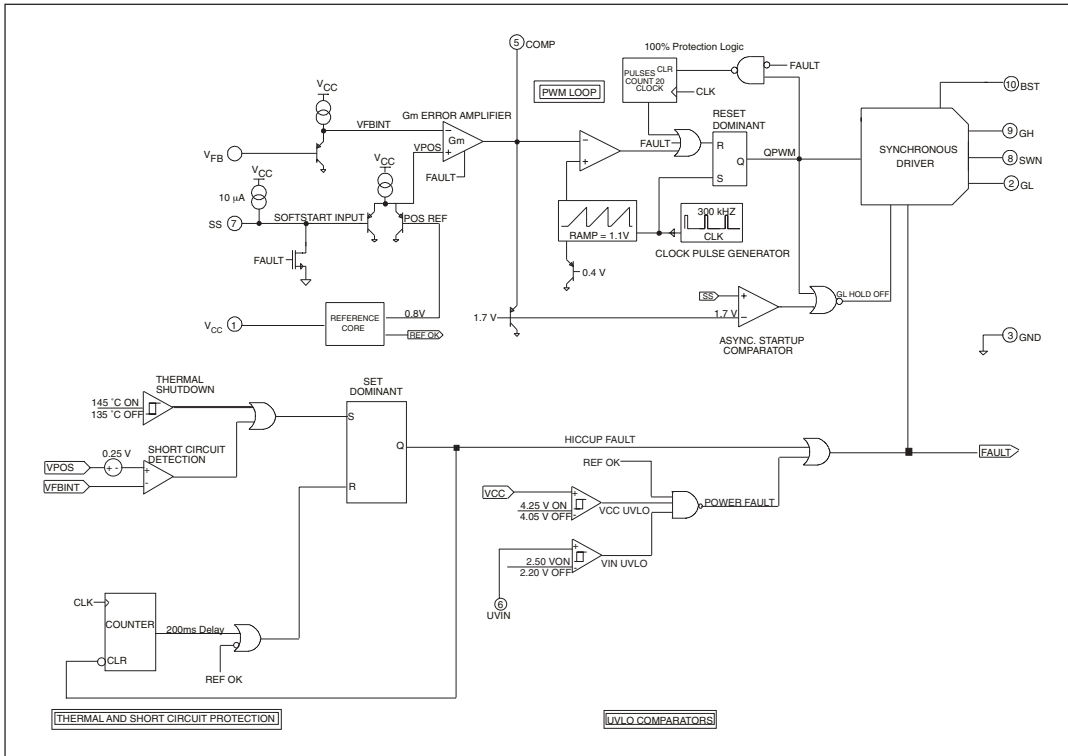 5 COMP
100% Protection Logic
CLR
PULSES
COUNT 20
CLOCK
CLK
FAULT
10 BST
VCC
PWM LOOP
Gm ERROR AMPLIFIER
VFBINT
−
Gm
+
VPOS
FAULT
VFB
−
+
FAULT
RESET
DOMINANT
R
Q
S
QPWM
SYNCHRONOUS
DRIVER
9 GH
8 SWN
2 GL
VCC
10 µA
VCC
SS 7
SOFTSTART INPUT
POS REF
FAULT
RAMP = 1.1V
300 kHZ
CLK
CLOCK PULSE GENERATOR
0.4 V
VCC 1
REFERENCE
CORE
0.8V
REF OK
1.7 V
SS
+
1.7 V
−
ASYNC. STARTUP
COMPARATOR
GL HOLD OFF
3 GND
THERMAL
SHUTDOWN
145 ˚C ON
135 ˚C OFF
SET
DOMINANT
S
Q
R
0.25 V
+ -
SHORT CIRCUIT
DETECTION
VPOS
+
VFBINT
-
HICCUP FAULT
FAULT
REF OK
VCC
+
4.25 V ON
4.05 V OFF
-
VCC UVLO
POWER FAULT
+
2.50 VON
2.20 V OFF
-
VIN UVLO
6
UVIN
CLK
COUNTER
200ms Delay
CLR
REF OK
THERMAL AND SHORT CIRCUIT PROTECTION
UVLO COMPARATORS